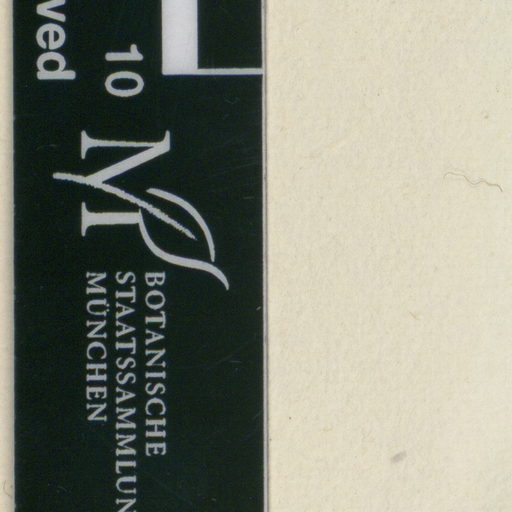 ved
10
BOTANISCHE
STAATSSAMMLUN
MÜNCHEN